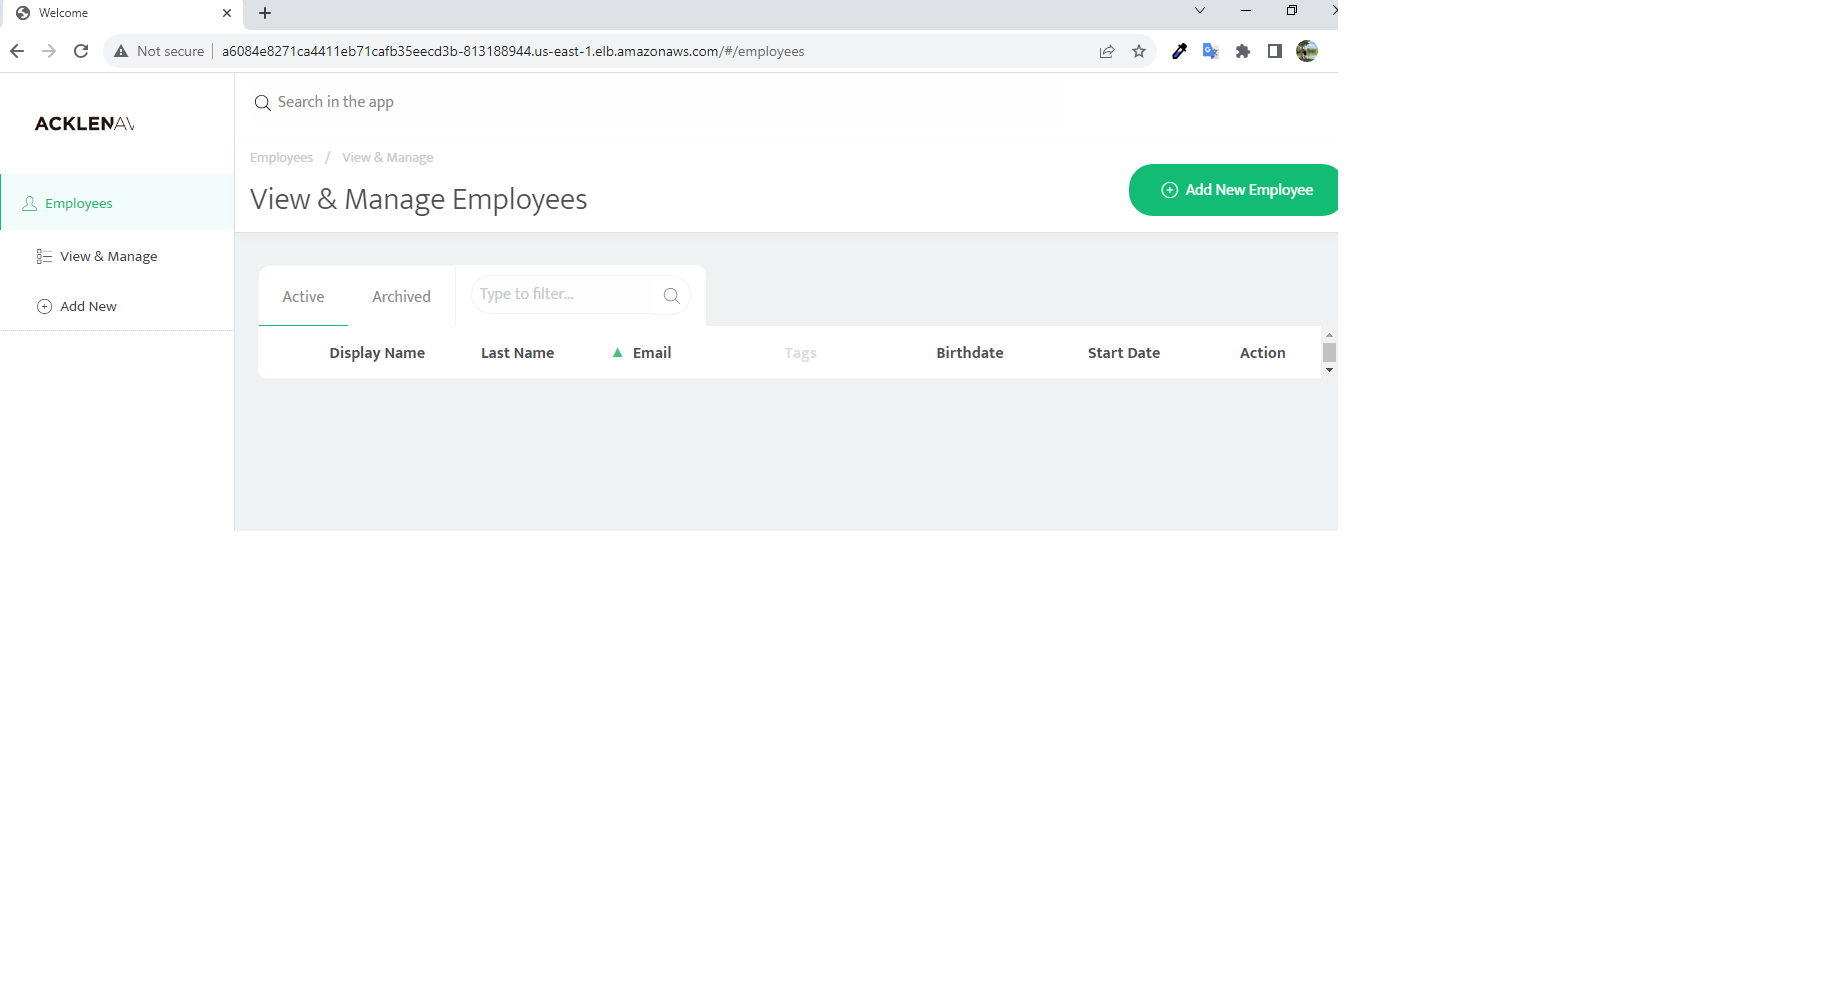 Welcome
Not secure
a6084e8271ca4411eb71cafb35eecd3b-813188944.us-east-1.elb.amazonaws.com/#/employees
ACKLENAV
Search in the app
Employees / View & Manage
View & Manage Employees
Add New Employee
Employees
View & Manage
Add New
Active Archived Type to filter...
Display Name Last Name Email Tags Birthdate Start Date Action